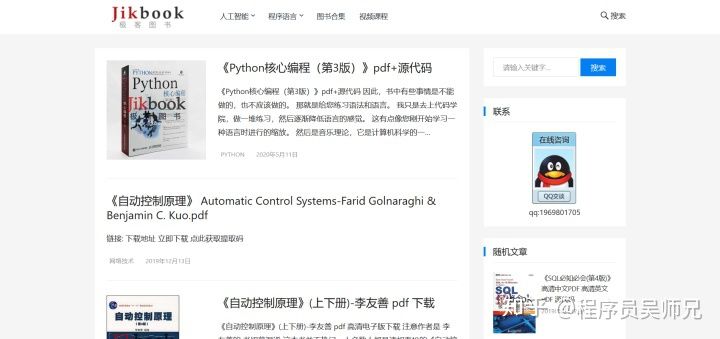 Jikbook
极客图书
人工智能 程序语言 图书合集 视频课程
搜索
《Python核心编程（第3版）》pdf+源代码
《Python核心编程（第3版）》pdf+源代码 因此，书中有些事情是不能
做的，也不应该做的。 那就是给您练习语法和语言。 我只是去上代码学
院，做一堆练习，然后逐渐降低语言的感觉。 这有点像您刚开始学习一
种语言时进行的缩放。 然后是音乐理论，它是计算机科学的一...
PYTHON 2020年5月11日
PYTHON
Python
核心编程
Jikbook
极客图书
《自动控制原理》 Automatic Control Systems-Farid Golnaraghi &
Benjamin C. Kuo.pdf
链接: 下载地址 立即下载 点此获取提取码
网络技术 2019年12月13日
自动控制原理
《自动控制原理》(上下册)-李友善 pdf 下载
《自动控制原理》(上下册)-李友善 pdf 高清电子版下载 注意作者是 李
请输入关键字...
搜索
联系
在线咨询
QQ交谈
qq:1969801705
随机文章
SQL
《SQL必知必会(第4版)》
高清中文PDF 高清英文
PDF 源代码
知乎 @程序员吴师兄